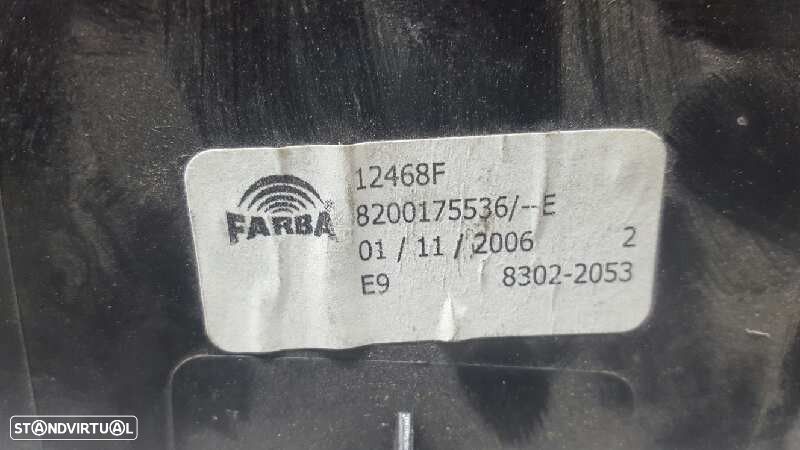 FARBA
12468F
8200175536/--E
01 / 11 / 2006 2
E9 8302-2053
STANDVIRTUAL